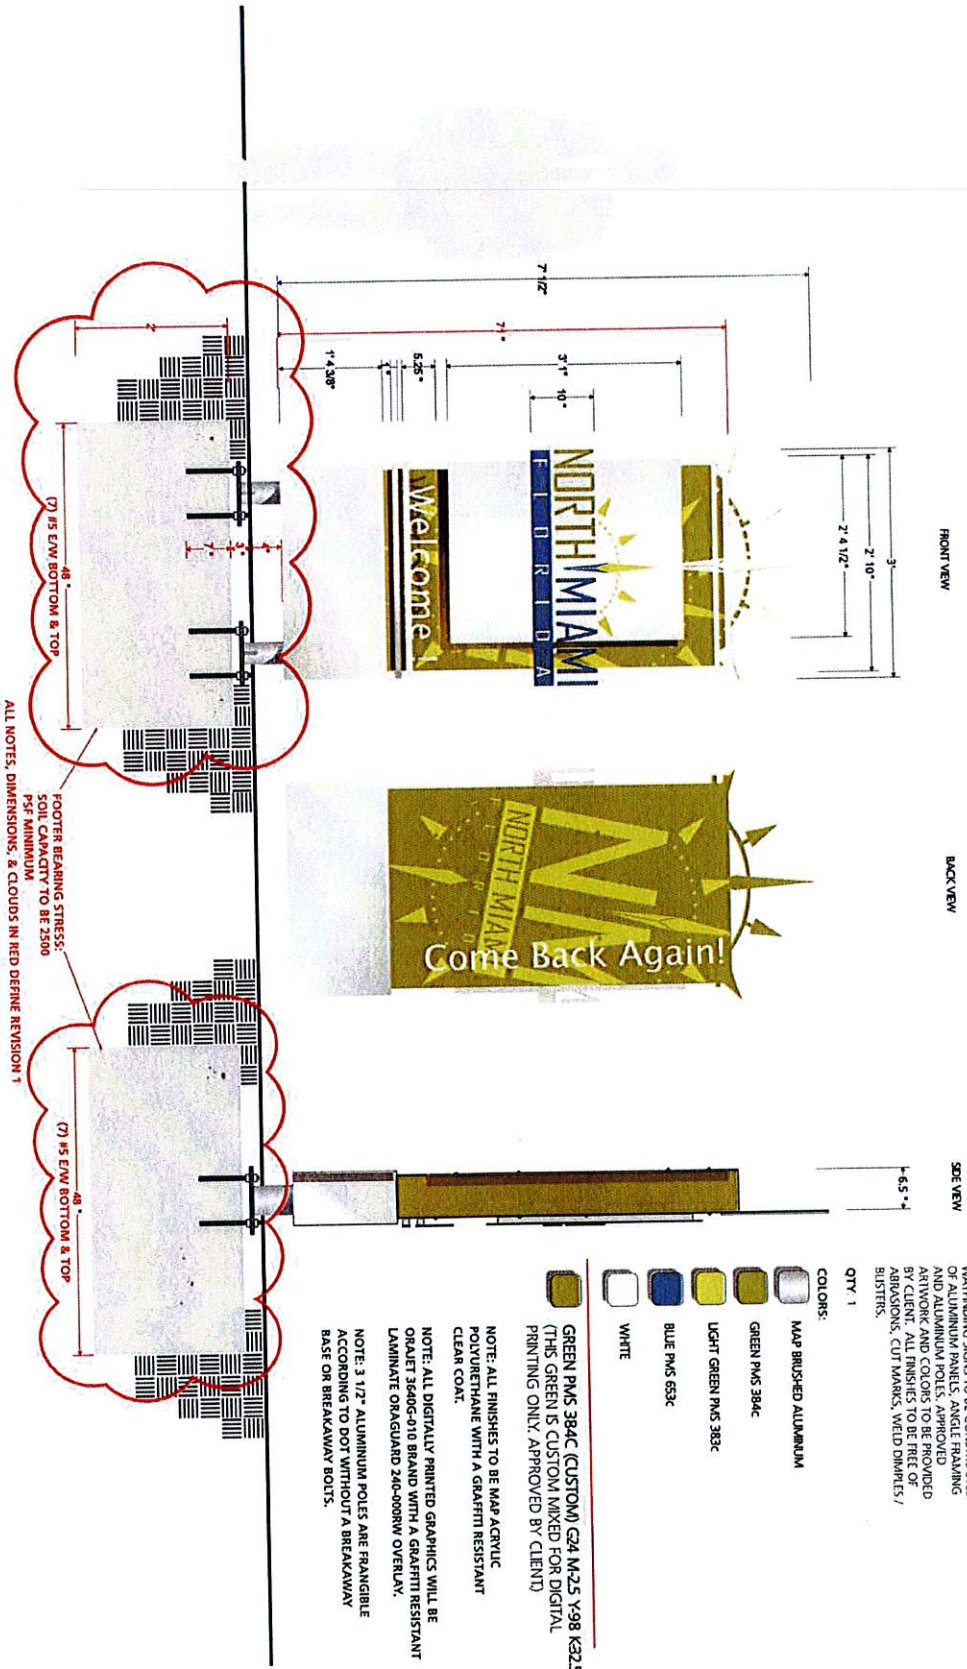 FRONT VIEW
3'
2' 10"
2' 4 1/2"
7' 1/2"
3' 1"
10"
5.25"
1' 4 3/8"
NORTH MIAMI
FLORIDA
Welcome !
2'
7"
3"
48"
(7) #5 E/W BOTTOM & TOP
BACK VIEW
NORTH MIAMI
Come Back Again!
FOOTER BEARING STRESS:
SOIL CAPACITY TO BE 2500
PSF MINIMUM
ALL NOTES, DIMENSIONS, & CLOUDS IN RED DEFINE REVISION 1
SIDE VIEW
6.5"
48"
(7) #5 E/W BOTTOM & TOP
OF ALUMINUM PANELS, ANGLE FRAMING
AND ALUMINUM POLES. APPROVED
ARTWORK AND COLORS TO BE PROVIDED
BY CLIENT. ALL FINISHES TO BE FREE OF
ABRASIONS, CUT MARKS, WELD DIMPLES /
BLISTERS.
QTY: 1
COLORS:
MAP BRUSHED ALUMINUM
GREEN PMS 384c
LIGHT GREEN PMS 383c
BLUE PMS 653c
WHITE
GREEN PMS 384C (CUSTOM) C-24 M-2.5 Y-98 K-32.5
(THIS GREEN IS CUSTOM MIXED FOR DIGITAL
PRINTING ONLY. APPROVED BY CLIENT)
NOTE: ALL FINISHES TO BE MAP ACRYLIC
POLYURETHANE WITH A GRAFFITI RESISTANT
CLEAR COAT.
NOTE: ALL DIGITALLY PRINTED GRAPHICS WILL BE
ORAJET 3640G-010 BRAND WITH A GRAFFITI RESISTANT
LAMINATE ORAGUARD 240-000RW OVERLAY.
NOTE: 3 1/2" ALUMINUM POLES ARE FRANGIBLE
ACCORDING TO DOT WITHOUT A BREAKAWAY
BASE OR BREAKAWAY BOLTS.